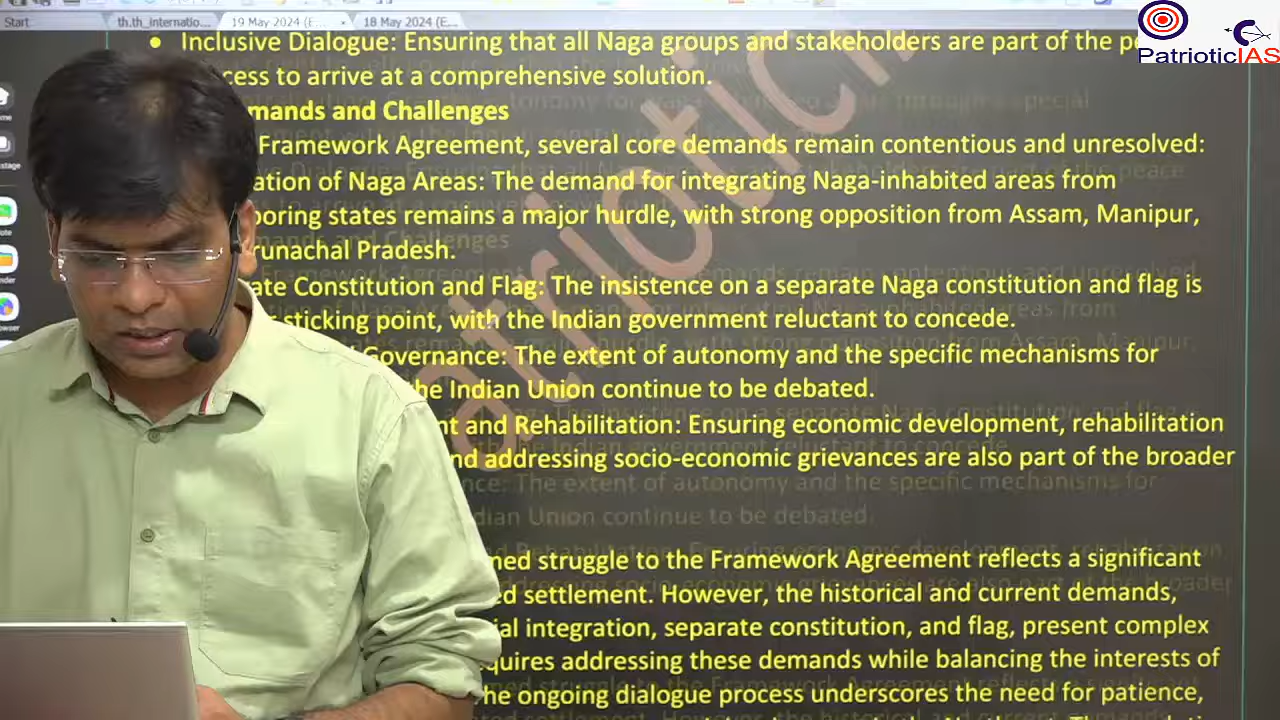 Start
th.th_internatio...
19 May 2024 (E...
18 May 2024 (E...
PatrioticIAS
• Inclusive Dialogue: Ensuring that all Naga groups and stakeholders are part of the
cess to arrive at a comprehensive solution.
mands and Challenges
Framework Agreement, several core demands remain contentious and unresolved:
ation of Naga Areas: The demand for integrating Naga-inhabited areas from
ooring states remains a major hurdle, with strong opposition from Assam, Manipur,
runachal Pradesh.
ate Constitution and Flag: The insistence on a separate Naga constitution and flag is
sticking point, with the Indian government reluctant to concede.
Governance: The extent of autonomy and the specific mechanisms for
the Indian Union continue to be debated.
nt and Rehabilitation: Ensuring economic development, rehabilitation
nd addressing socio-economic grievances are also part of the broader
med struggle to the Framework Agreement reflects a significant
ed settlement. However, the historical and current demands,
ial integration, separate constitution, and flag, present complex
quires addressing these demands while balancing the interests of
he ongoing dialogue process underscores the need for patience,